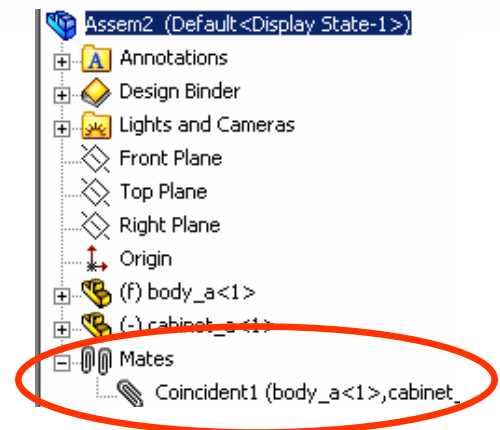 Assem2 (Default<Display State-1>)
A Annotations
Design Binder
Lights and Cameras
Front Plane
Top Plane
Right Plane
Origin
(f) body_a<1>
(-) cabinet_a<1>
Mates
Coincident1 (body_a<1>,cabinet_